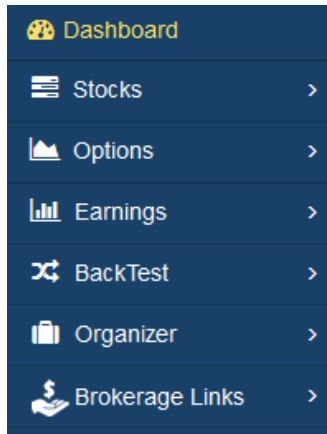 Dashboard
Stocks
Options
Earnings
BackTest
Organizer
Brokerage Links